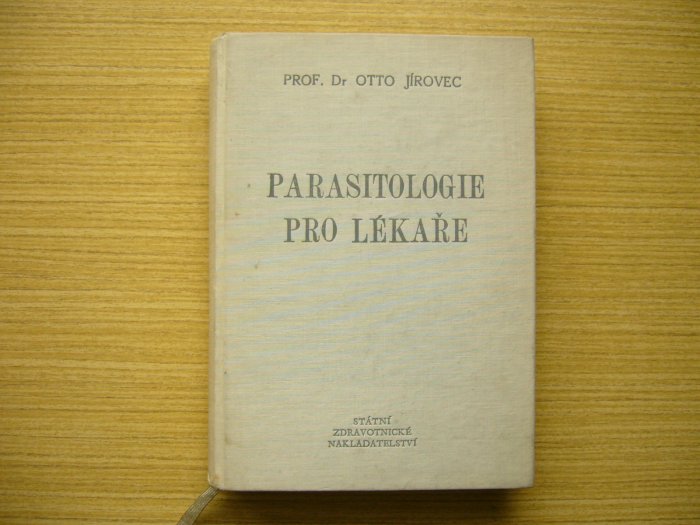 PROF. Dr OTTO JÍROVEC
PARASITOLOGIE
PRO LÉKAŘE
STÁTNÍ
ZDRAVOTNICKÉ
NAKLADATELSTVÍ